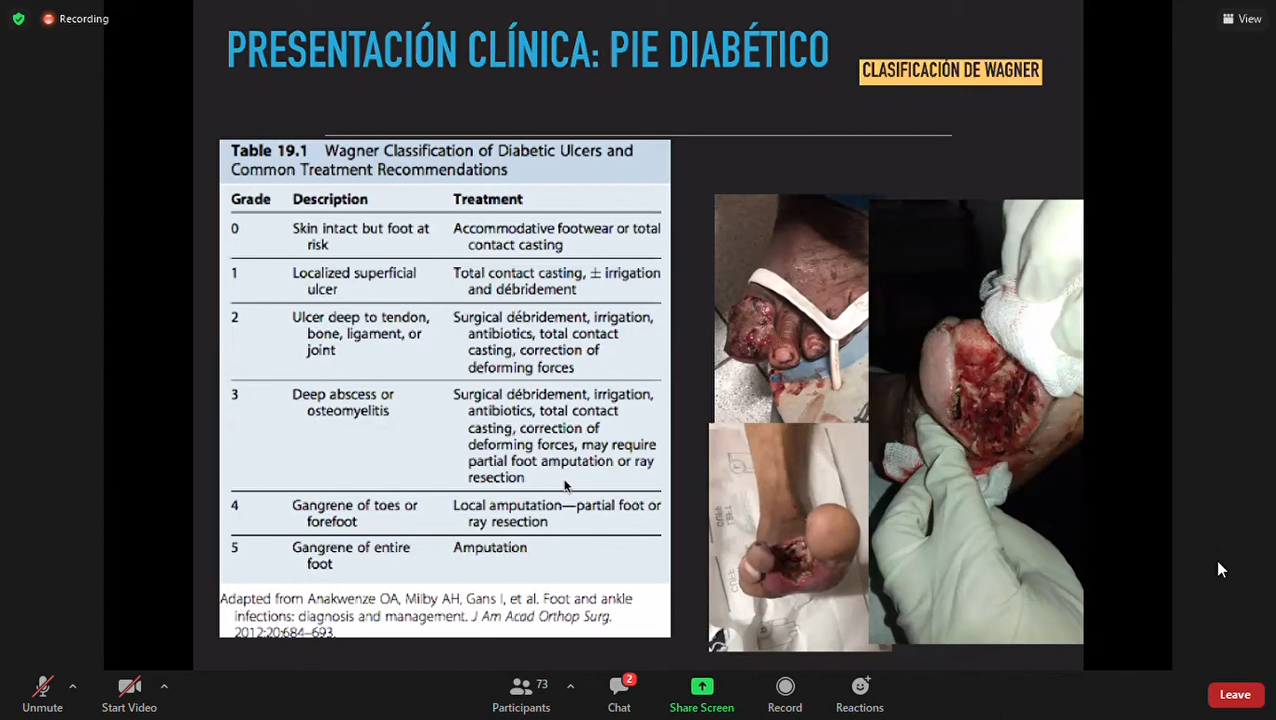 Recording
View
PRESENTACIÓN CLÍNICA: PIE DIABÉTICO
CLASIFICACIÓN DE WAGNER
Table 19.1 Wagner Classification of Diabetic Ulcers and
Common Treatment Recommendations
Grade Description Treatment
0 Skin intact but foot at Accommodative footwear or total
risk contact casting
1 Localized superficial Total contact casting, ± irrigation
ulcer and débridement
2 Ulcer deep to tendon, Surgical débridement, irrigation,
bone, ligament, or antibiotics, total contact
joint casting, correction of
deforming forces
3 Deep abscess or Surgical débridement, irrigation,
osteomyelitis antibiotics, total contact
casting, correction of
deforming forces, may require
partial foot amputation or ray
resection
4 Gangrene of toes or Local amputation—partial foot or
forefoot ray resection
5 Gangrene of entire Amputation
foot
Adapted from Anakwenze OA, Milby AH, Gans I, et al. Foot and ankle
infections: diagnosis and management. J Am Acad Orthop Surg.
2012;20:684–693.
73
2
Unmute Start Video Participants Chat Share Screen Record Reactions Leave